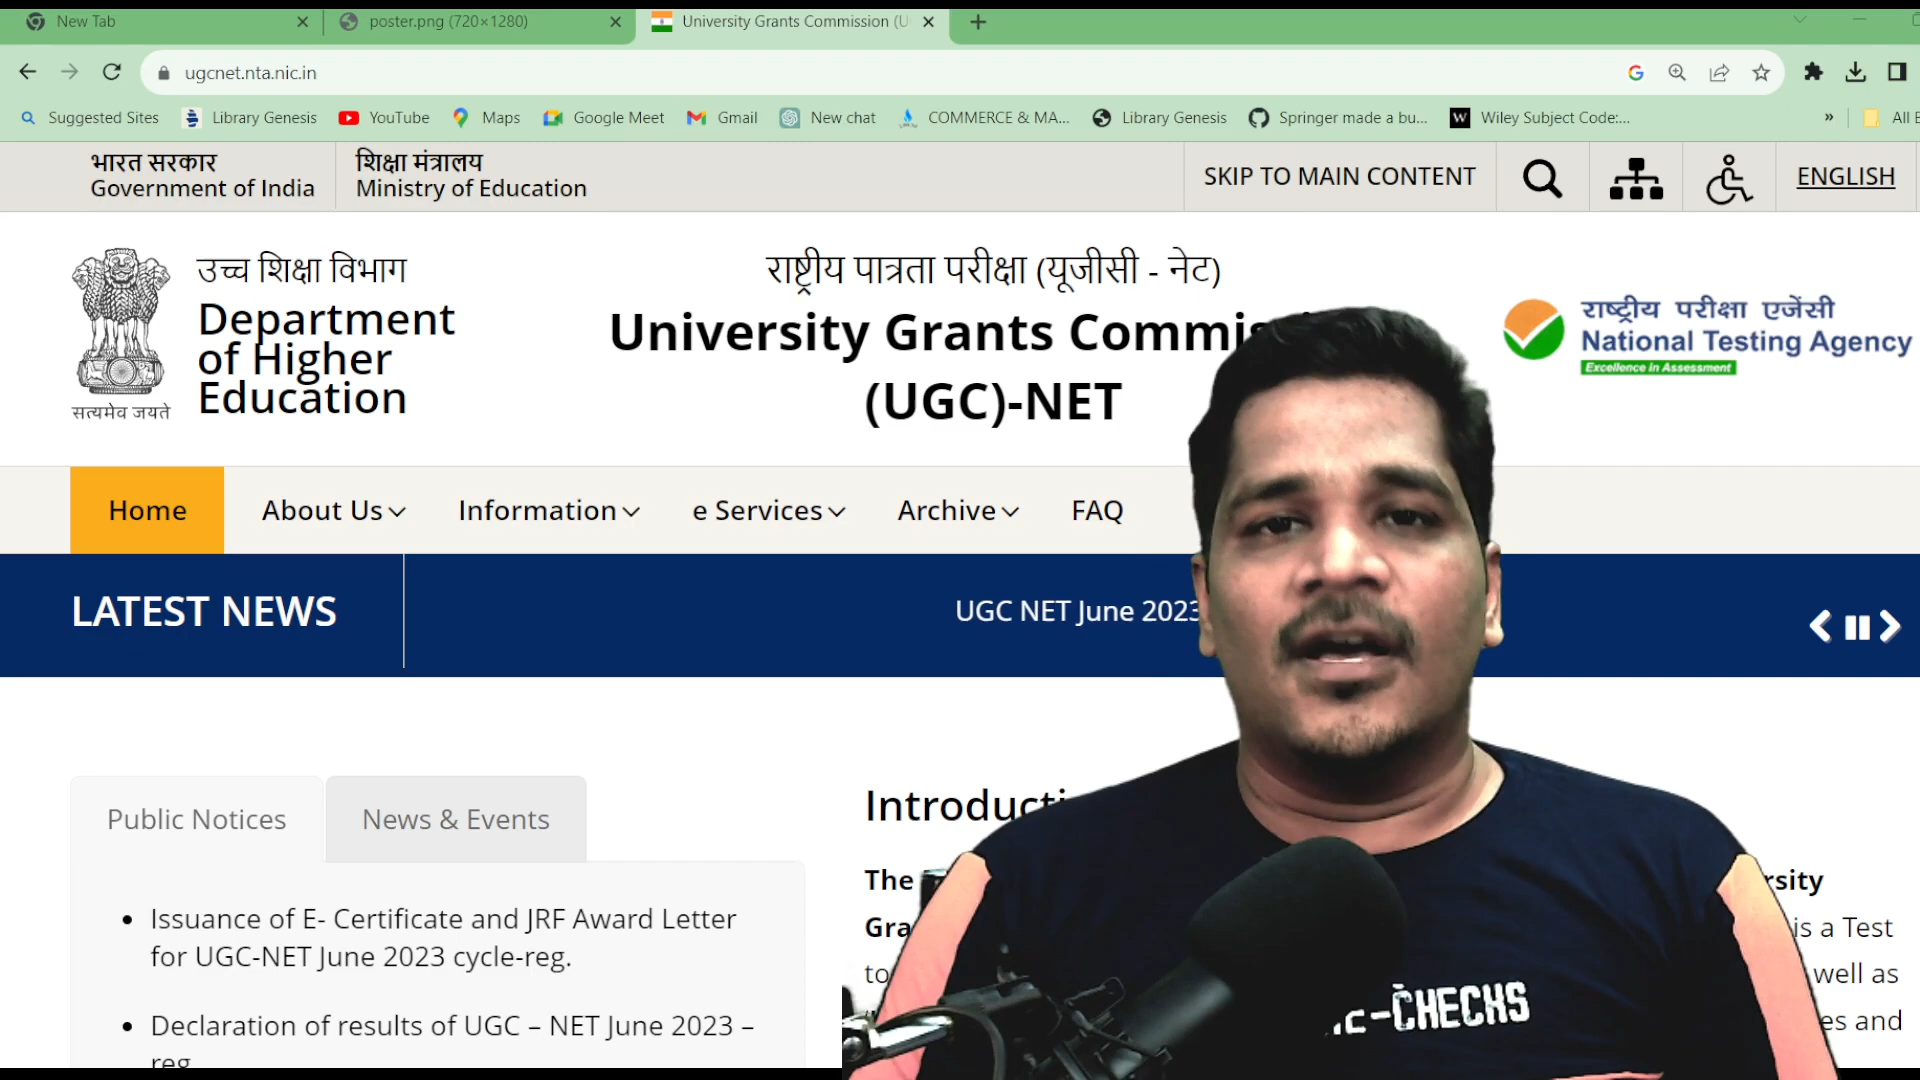 New Tab
poster.png (720×1280)
University Grants Commission (U
ugcnet.nta.nic.in
Suggested Sites
Library Genesis
YouTube
Maps
Google Meet
Gmail
New chat
COMMERCE & MA...
Library Genesis
Springer made a bu...
W
Wiley Subject Code:...
»
All
भारत सरकार
Government of India
शिक्षा मंत्रालय
Ministry of Education
SKIP TO MAIN CONTENT
ENGLISH
सत्यमेव जयते
उच्च शिक्षा विभाग
Department
of Higher
Education
राष्ट्रीय पात्रता परीक्षा (यूजीसी - नेट)
University Grants Commis
(UGC)-NET
राष्ट्रीय परीक्षा एजेंसी
National Testing Agency
Excellence in Assessment
Home
About Us
Information
e Services
Archive
FAQ
LATEST NEWS
UGC NET June 2023
Public Notices
News & Events
• Issuance of E- Certificate and JRF Award Letter
for UGC-NET June 2023 cycle-reg.
• Declaration of results of UGC – NET June 2023 –
reg
Introducti
The
rsity
Gra
is a Test
to
well as
es and
-CHECKS